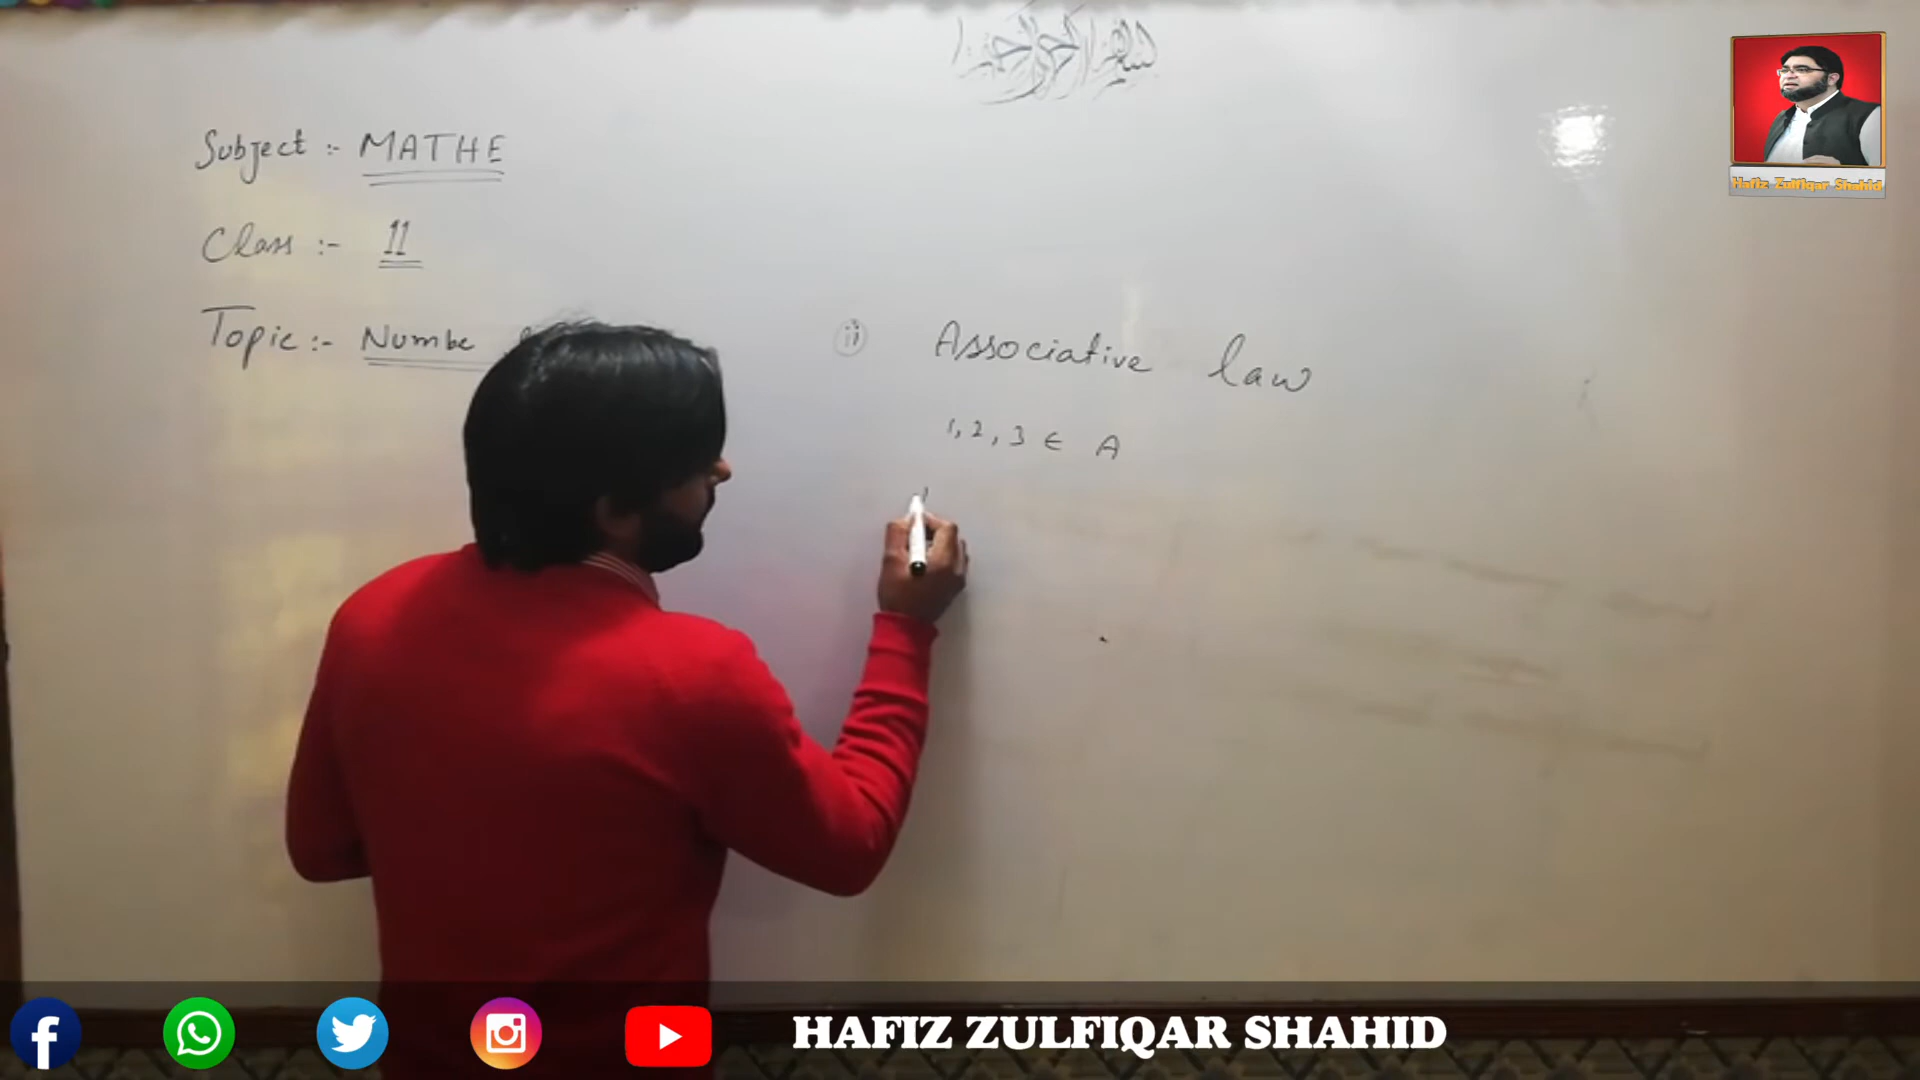 بسم الله الرحمن الرحيم
Subject :- MATHE
Class :- 11
Topic :- Numbe
ii) Associative law
1, 2, 3 ∈ A
Hafiz Zulfiqar Shahid
HAFIZ ZULFIQAR SHAHID